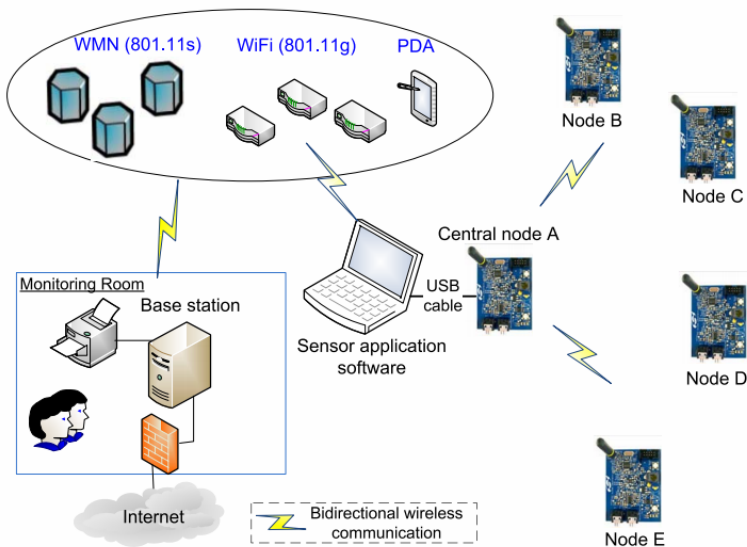 WMN (801.11s)
WiFi (801.11g)
PDA
Node B
Node C
Central node A
Monitoring Room
Base station
USB
cable
Sensor application
software
Node D
Internet
Bidirectional wireless
communication
Node E